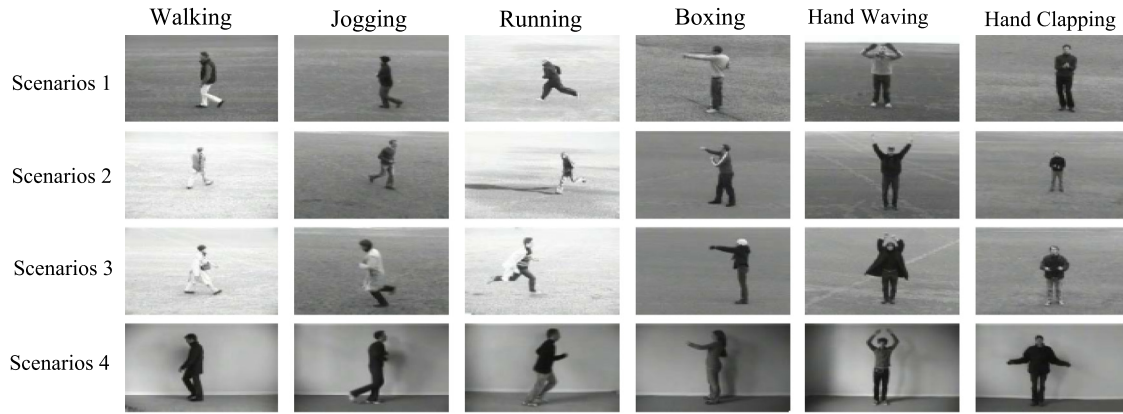 Walking Jogging Running Boxing Hand Waving Hand Clapping
Scenarios 1
Scenarios 2
Scenarios 3
Scenarios 4